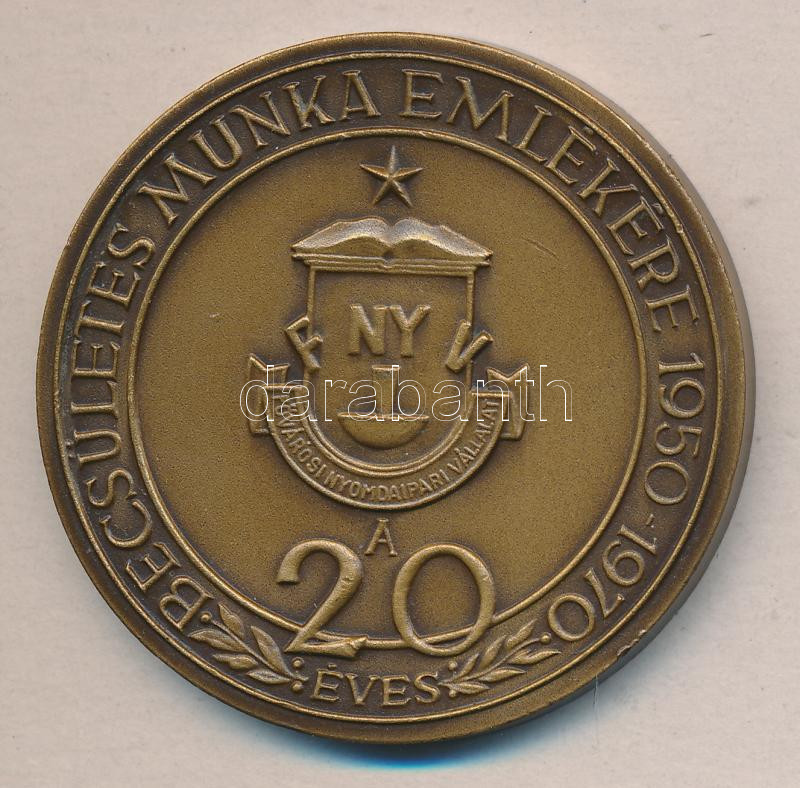 A 20 ÉVES BECSÜLETES MUNKA EMLÉKÉRE 1950-1970
F NY V
FŐVÁROSI NYOMDAIPARI VÁLLALAT
darabanth